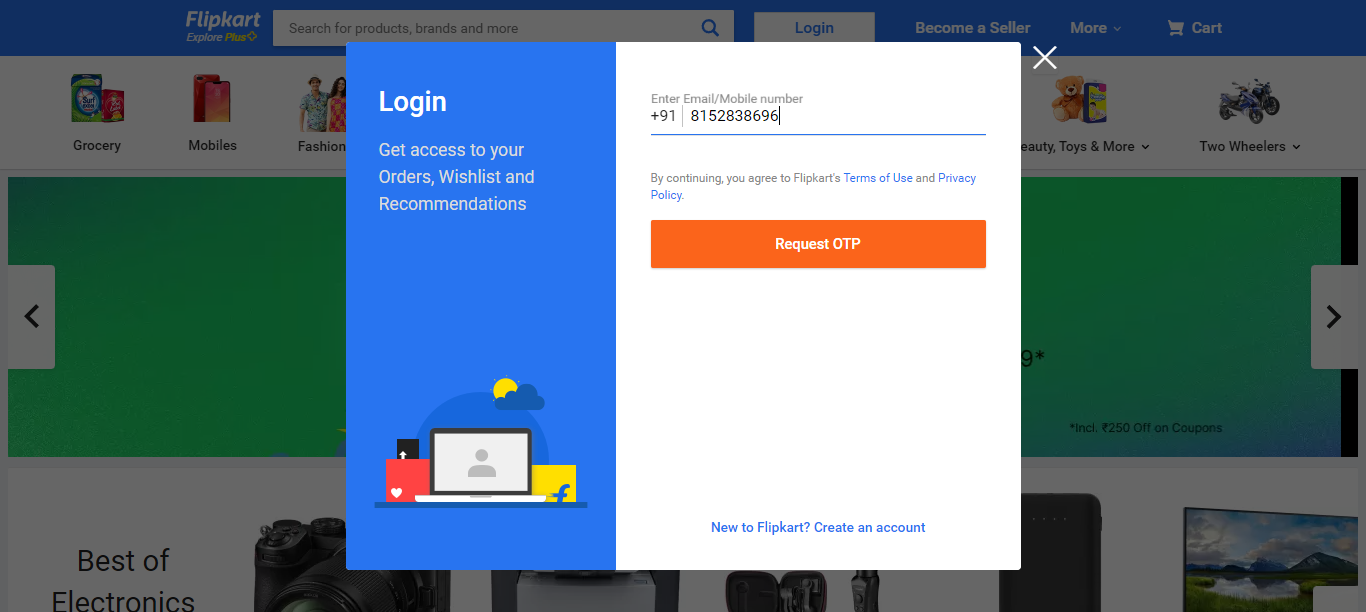 Flipkart
Explore Plus
Search for products, brands and more
Login
Become a Seller
More
Cart
Grocery
Mobiles
Fashion
eauty, Toys & More
Two Wheelers
Login
Get access to your
Orders, Wishlist and
Recommendations
Enter Email/Mobile number
+91 8152838696
By continuing, you agree to Flipkart's Terms of Use and Privacy
Policy.
Request OTP
New to Flipkart? Create an account
9*
*Incl. ₹250 Off on Coupons
Best of
Electronics